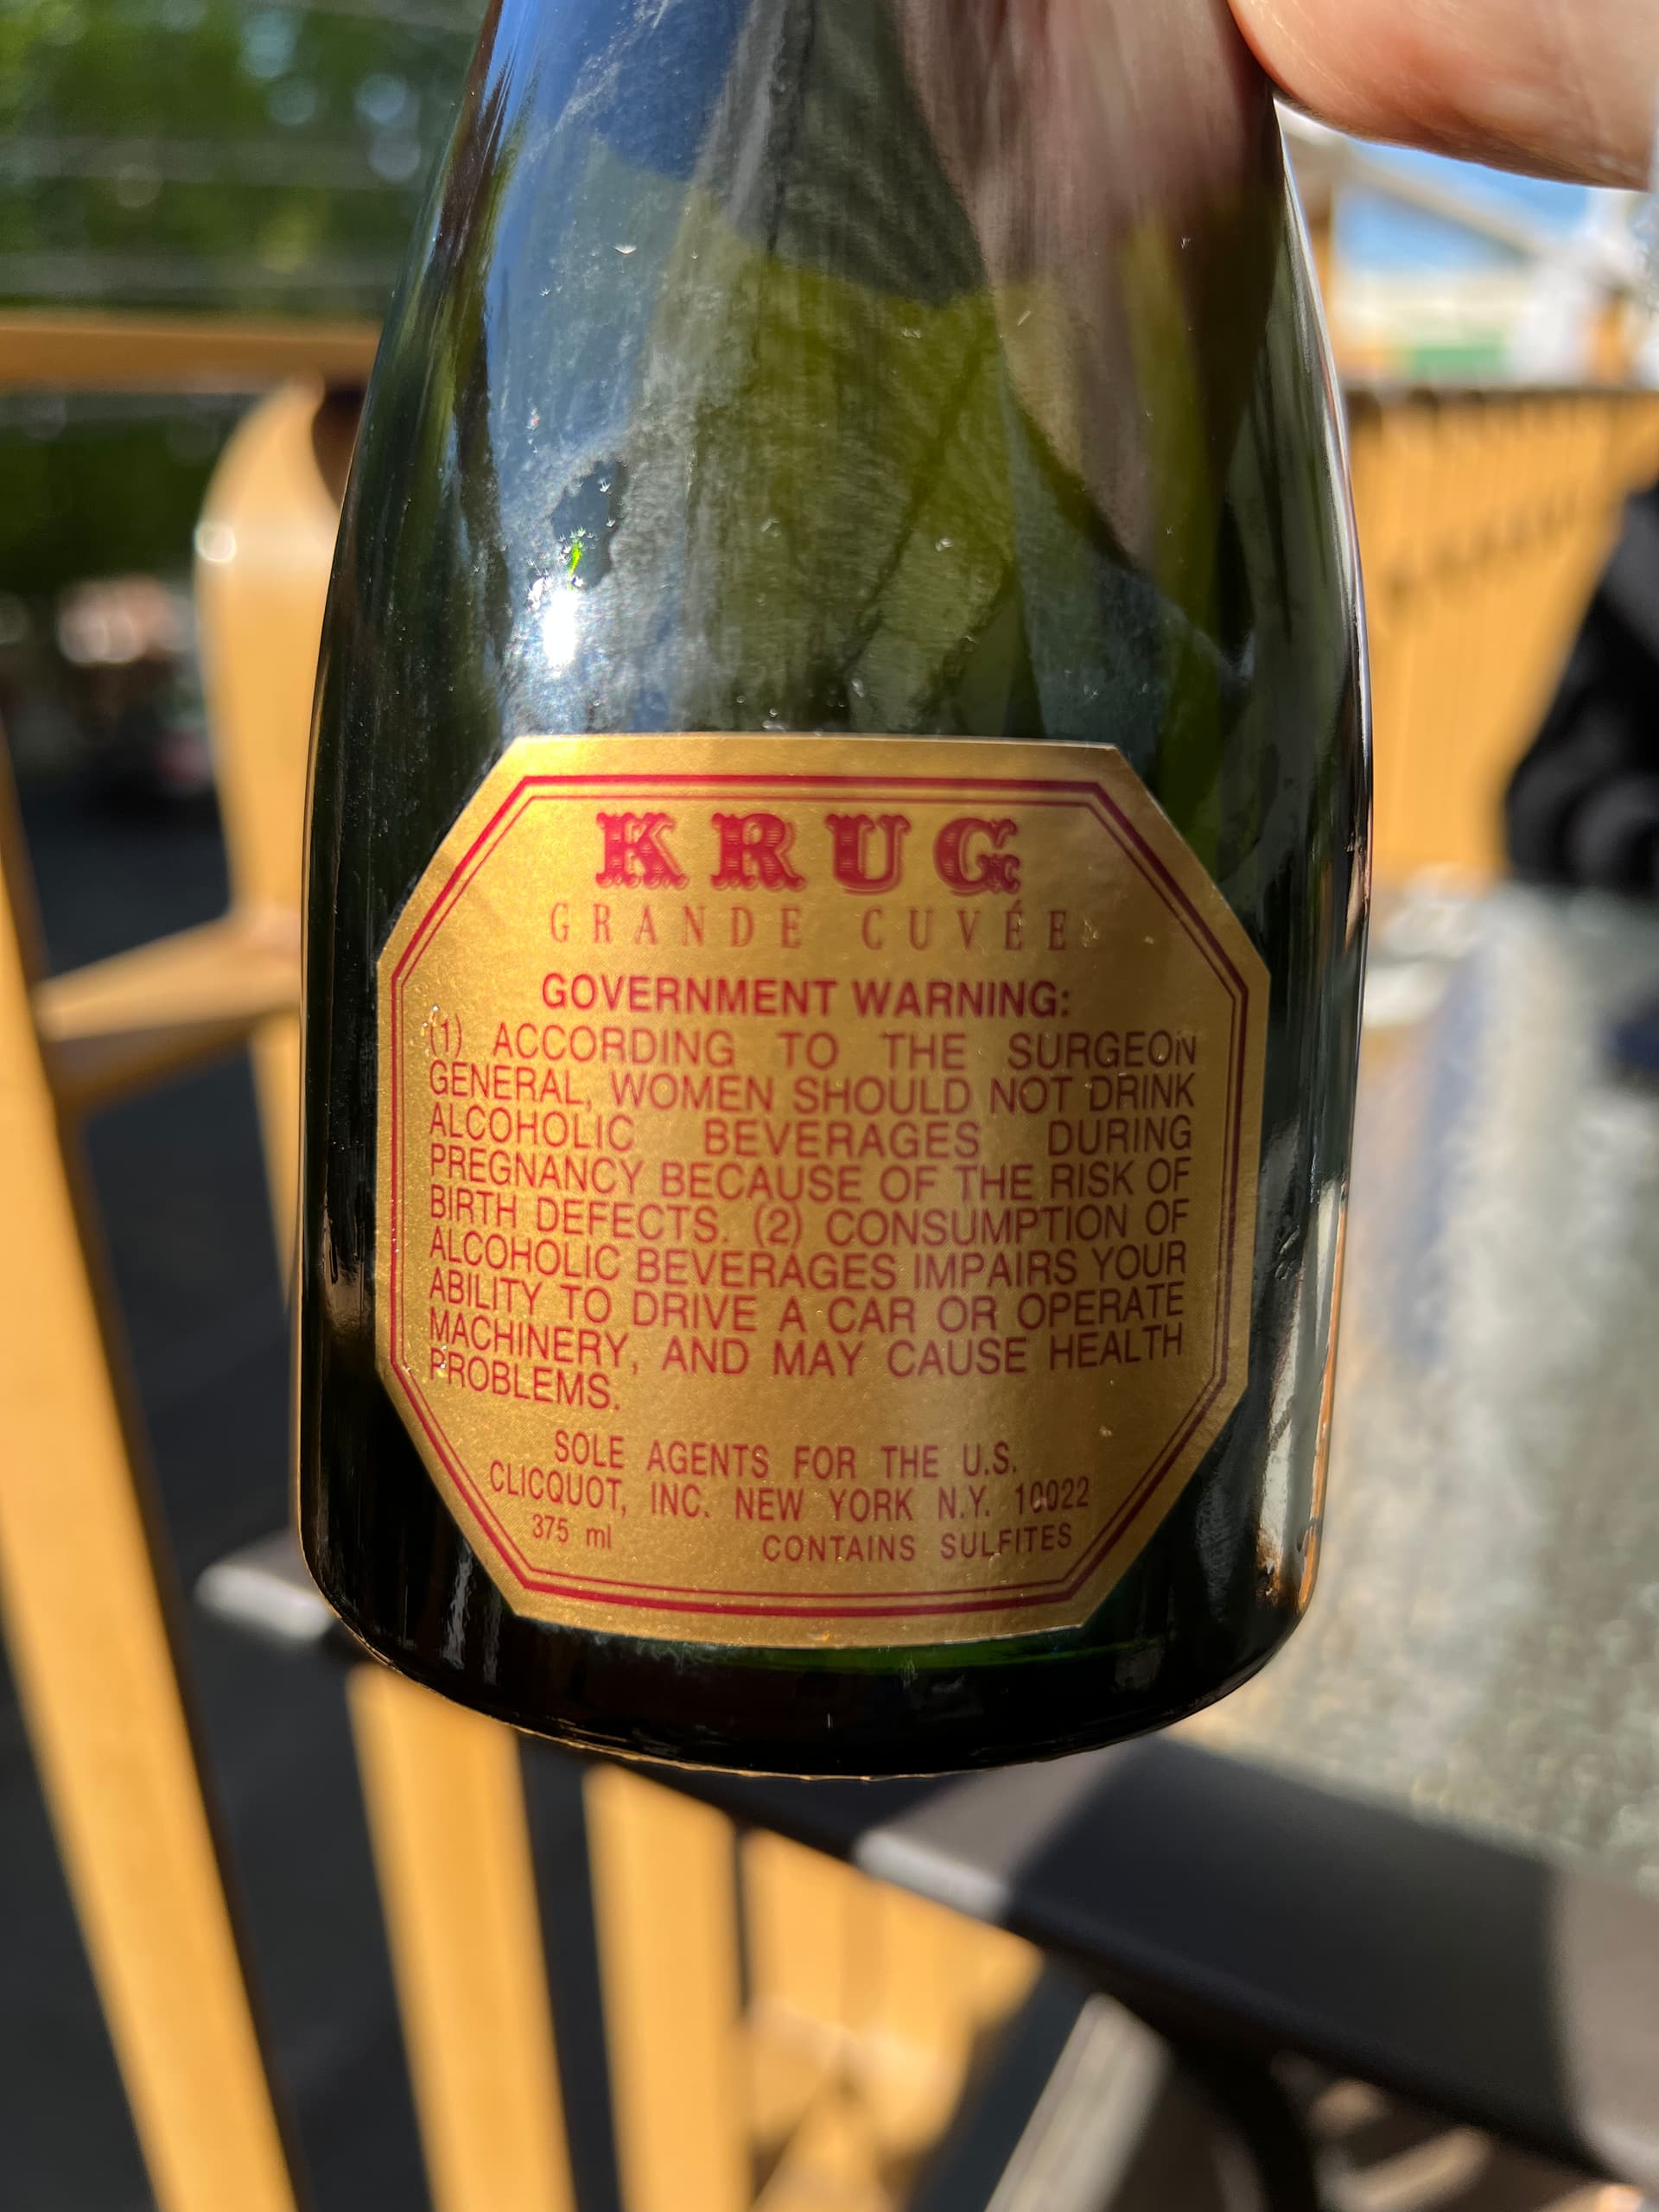 KRUG
GRANDE CUVÉE
GOVERNMENT WARNING:
(1) ACCORDING TO THE SURGEON
GENERAL, WOMEN SHOULD NOT DRINK
ALCOHOLIC BEVERAGES DURING
PREGNANCY BECAUSE OF THE RISK OF
BIRTH DEFECTS. (2) CONSUMPTION OF
ALCOHOLIC BEVERAGES IMPAIRS YOUR
ABILITY TO DRIVE A CAR OR OPERATE
MACHINERY, AND MAY CAUSE HEALTH
PROBLEMS.
SOLE AGENTS FOR THE U.S.
CLICQUOT, INC. NEW YORK N.Y. 10022
375 ml CONTAINS SULFITES